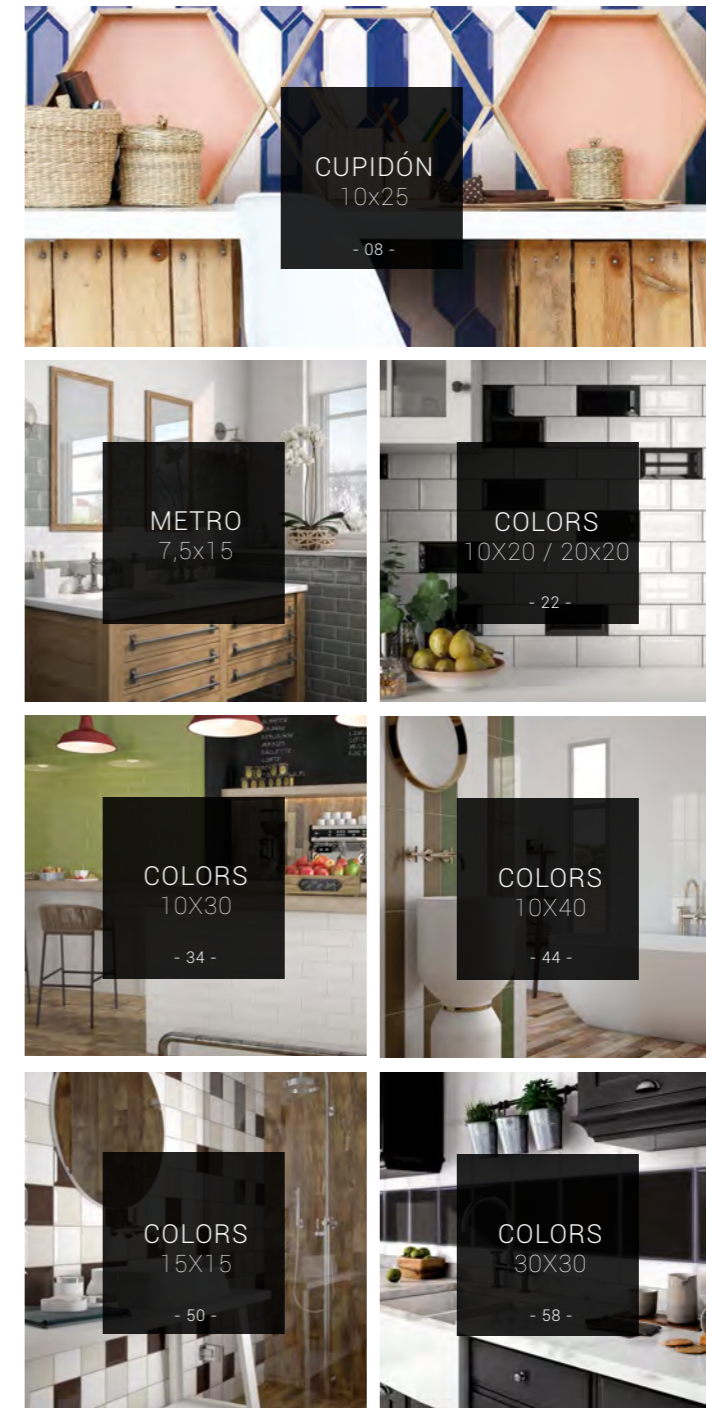 CUPIDÓN
10x25
- 08 -
METRO
7,5x15
COLORS
10X20 / 20x20
- 22 -
COLORS
10X30
- 34 -
COLORS
10X40
- 44 -
COLORS
15X15
- 50 -
COLORS
30X30
- 58 -